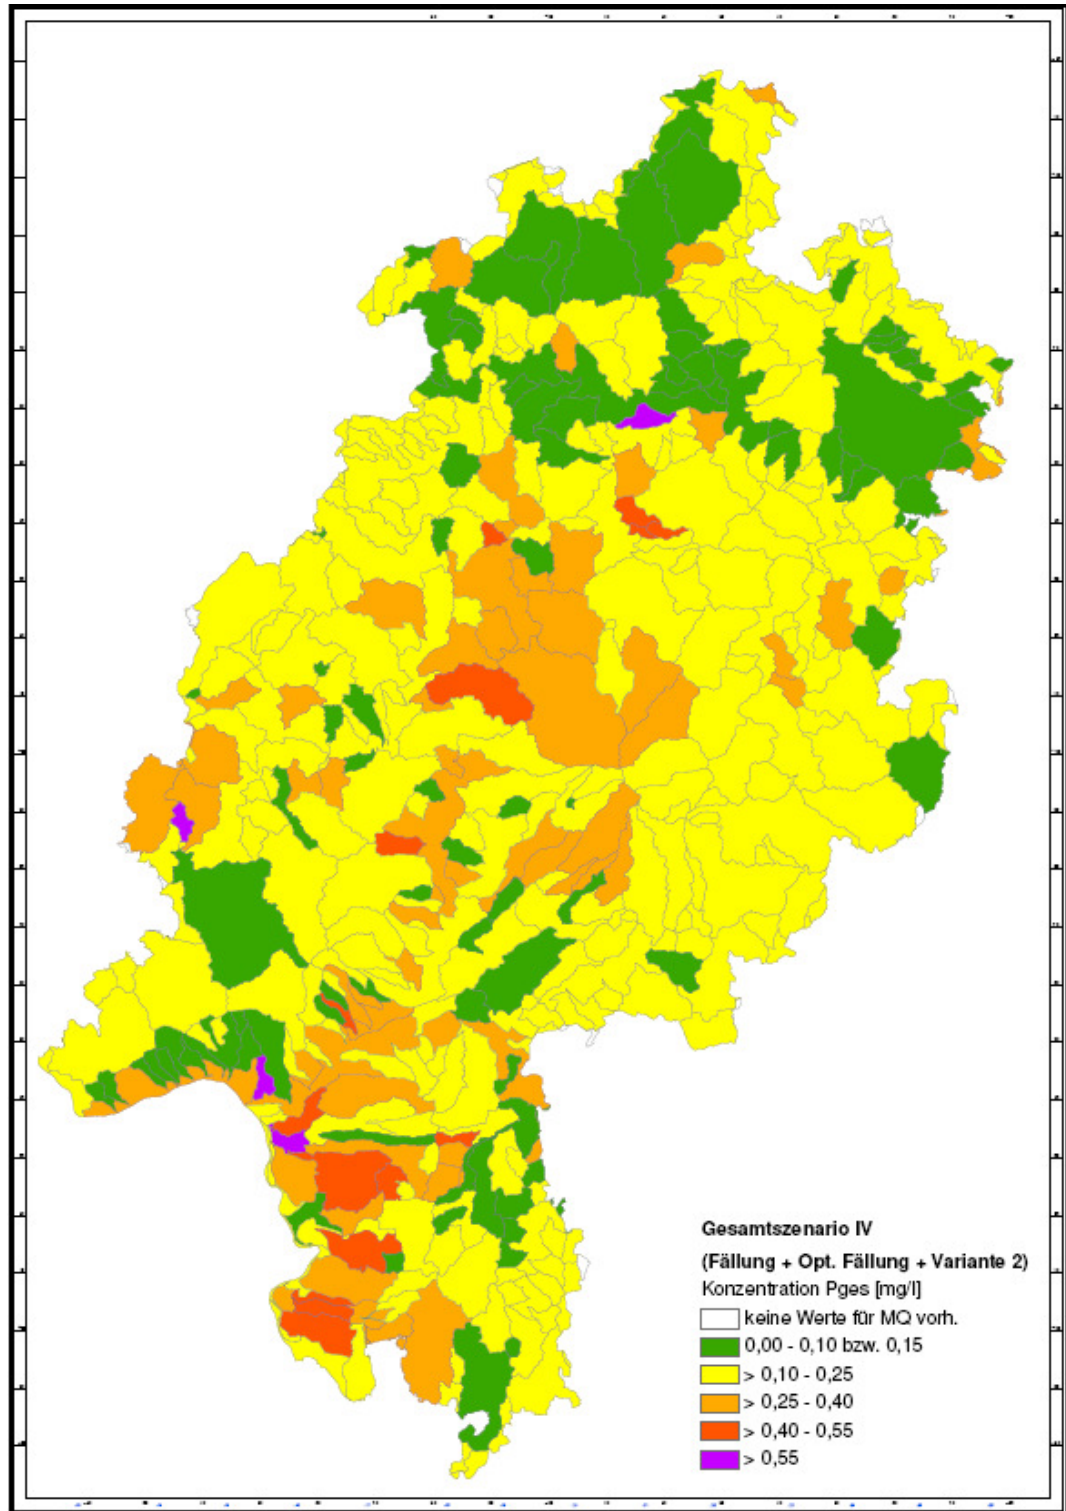 Gesamtszenario IV
(Fällung + Opt. Fällung + Variante 2)
Konzentration Pges [mg/l]
keine Werte für MQ vorh.
0,00 - 0,10 bzw. 0,15
> 0,10 - 0,25
> 0,25 - 0,40
> 0,40 - 0,55
> 0,55